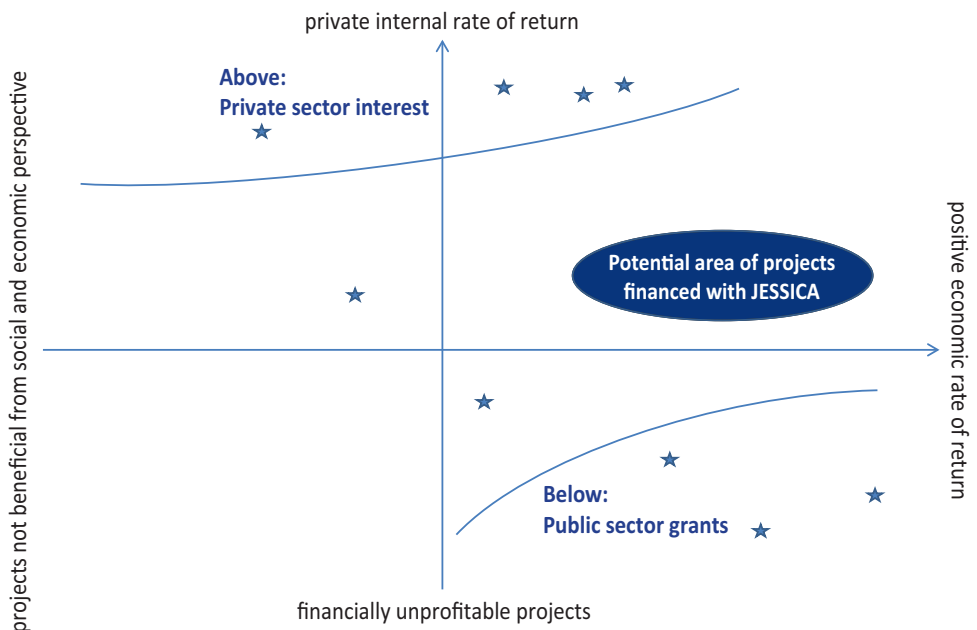 private internal rate of return
projects not beneficial from social and economic perspective
Above:
Private sector interest
positive economic rate of return
Potential area of projects
financed with JESSICA
Below:
Public sector grants
financially unprofitable projects